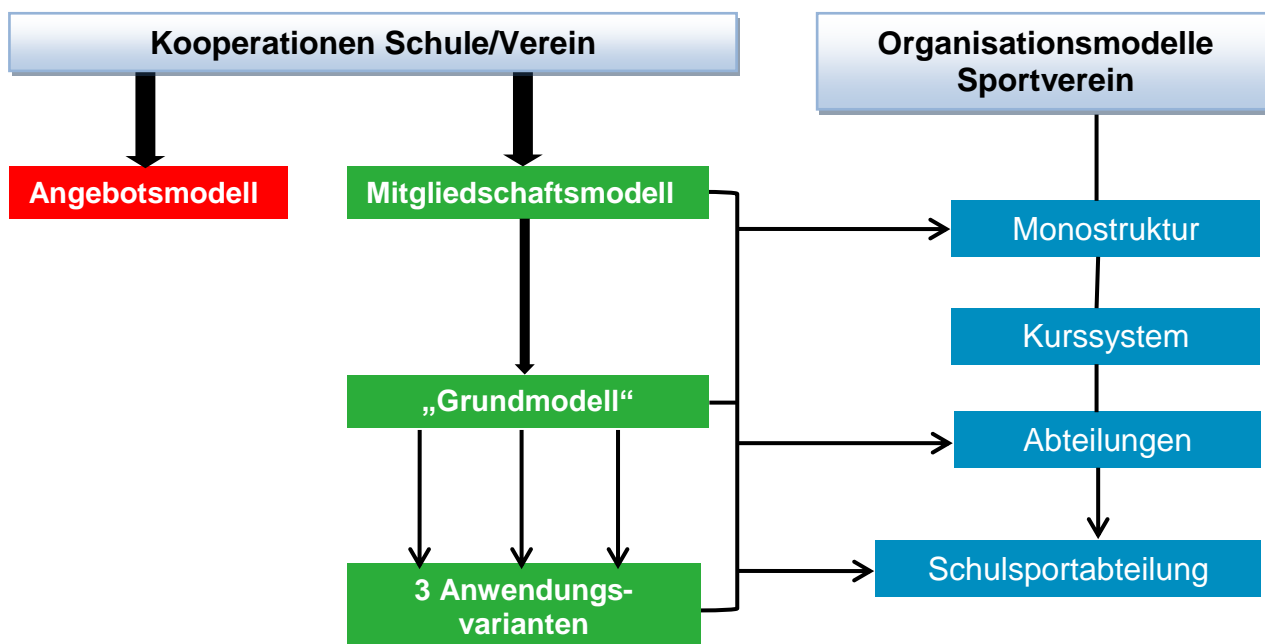 Kooperationen Schule/Verein
Organisationsmodelle
Sportverein
Angebotsmodell
Mitgliedschaftsmodell
Monostruktur
Kurssystem
„Grundmodell“
Abteilungen
Schulsportabteilung
3 Anwendungs-
varianten